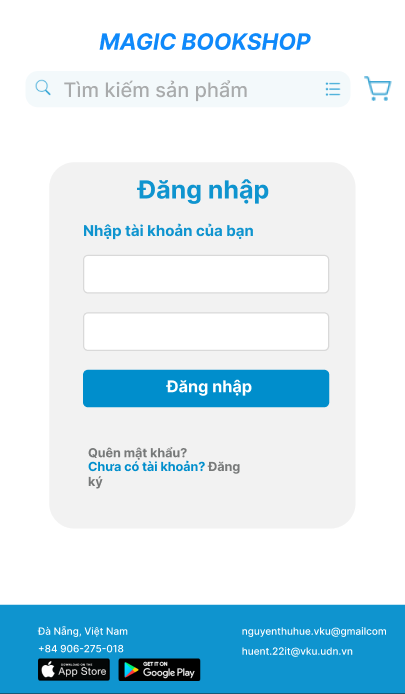 MAGIC BOOKSHOP
Tìm kiếm sản phẩm
Đăng nhập
Nhập tài khoản của bạn
Đăng nhập
Quên mật khẩu?
Chưa có tài khoản? Đăng
ký
Đà Nẵng, Việt Nam
+84 906-275-018
DOWNLOAD ON THE
App Store
GET IT ON
Google Play
nguyenthuhue.vku@gmailcom
huent.22it@vku.udn.vn